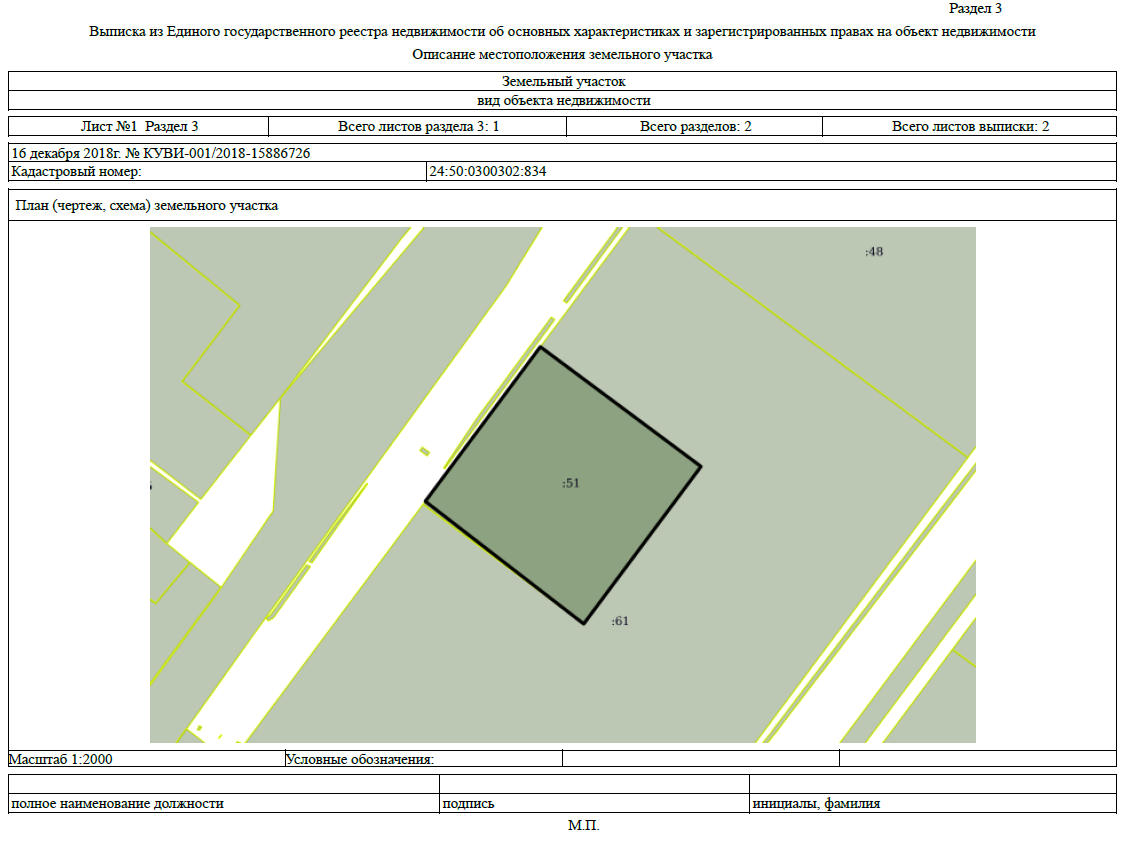 Раздел 3
Выписка из Единого государственного реестра недвижимости об основных характеристиках и зарегистрированных правах на объект недвижимости
Описание местоположения земельного участка
Земельный участок
вид объекта недвижимости
Лист №1 Раздел 3 Всего листов раздела 3: 1 Всего разделов: 2 Всего листов выписки: 2
16 декабря 2018г. № КУВИ-001/2018-15886726
Кадастровый номер: 24:50:0300302:834
План (чертеж, схема) земельного участка
:48
:51
:61
Масштаб 1:2000 Условные обозначения:
полное наименование должности подпись инициалы, фамилия
М.П.